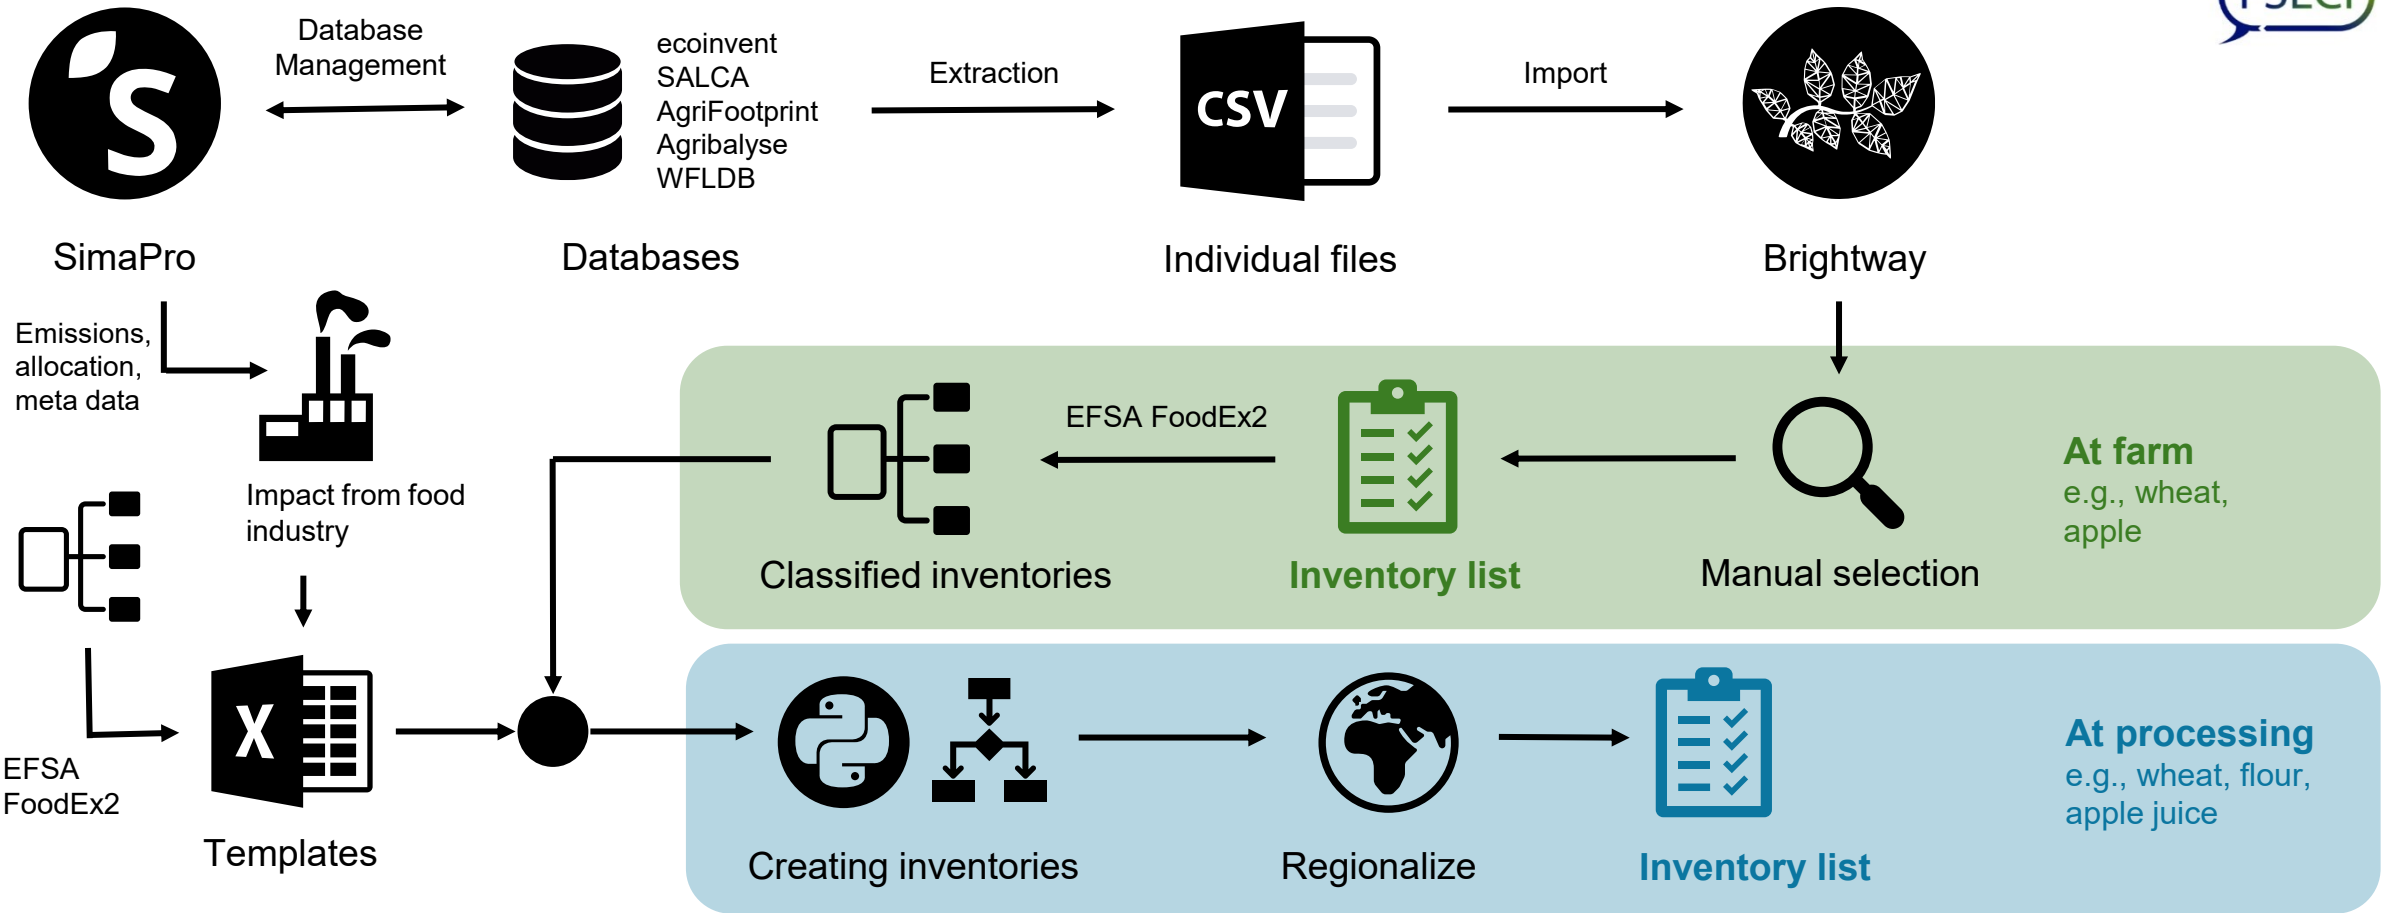 Database
Management
ecoinvent
SALCA
AgriFootprint
Agribalyse
WFLDB
Extraction
CSV
Import
SimaPro
Databases
Individual files
Brightway
Emissions,
allocation,
meta data
Impact from food
industry
EFSA FoodEx2
At farm
e.g., wheat,
apple
Classified inventories
Inventory list
Manual selection
EFSA
FoodEx2
X
Templates
Creating inventories
Regionalize
Inventory list
At processing
e.g., wheat, flour,
apple juice